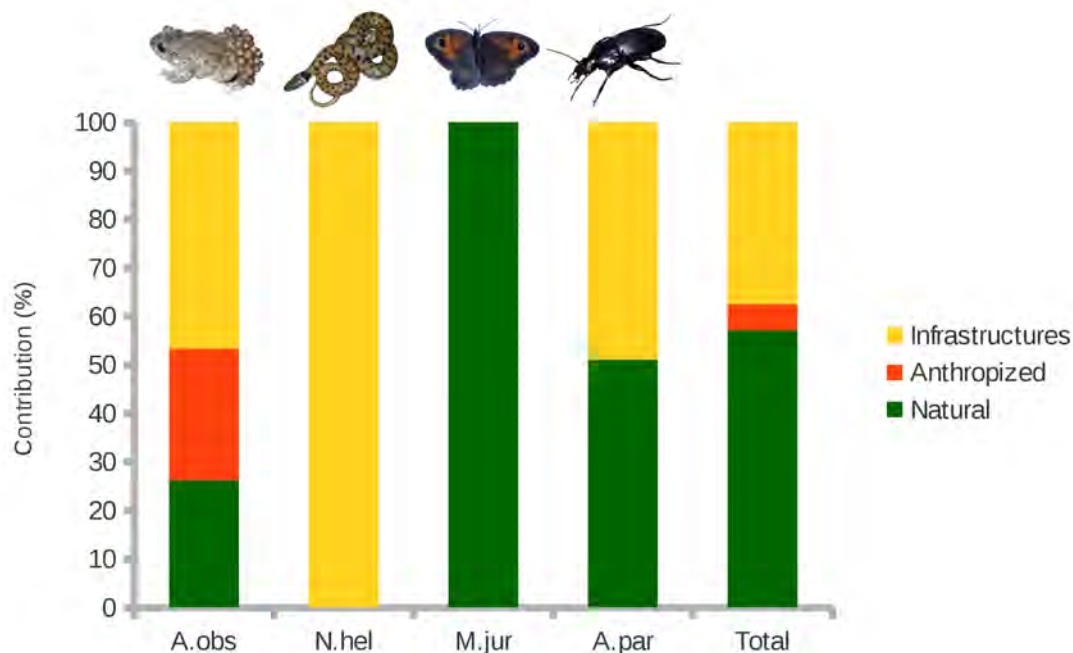 100
90
80
70
60
50
40
30
20
10
0
Contribution (%)
A.obs
N.hel
M.jur
A.par
Total
Infrastructures
Anthropized
Natural